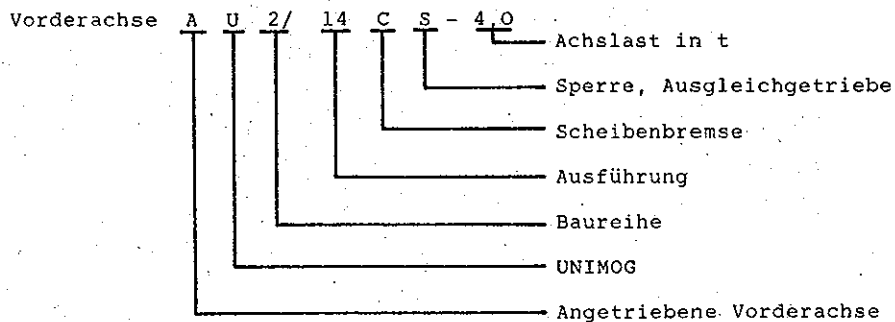 Vorderachse A U 2/ 14 C S - 4,0
Achslast in t
Sperre, Ausgleichgetriebe
Scheibenbremse
Ausführung
Baureihe
UNIMOG
Angetriebene Vorderachse